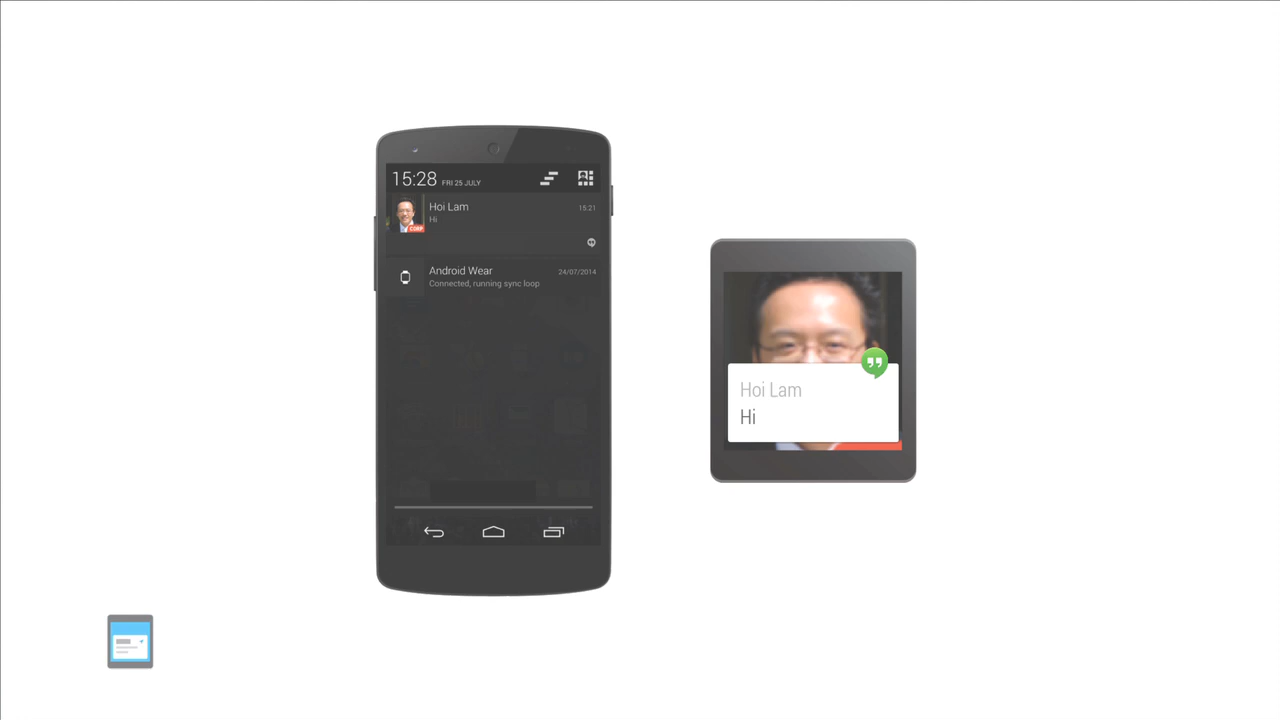 15:28 FRI 25 JULY
Hoi Lam 15:21
Hi
CORP
Android Wear 24/07/2014
Connected, running sync loop
Hoi Lam
Hi